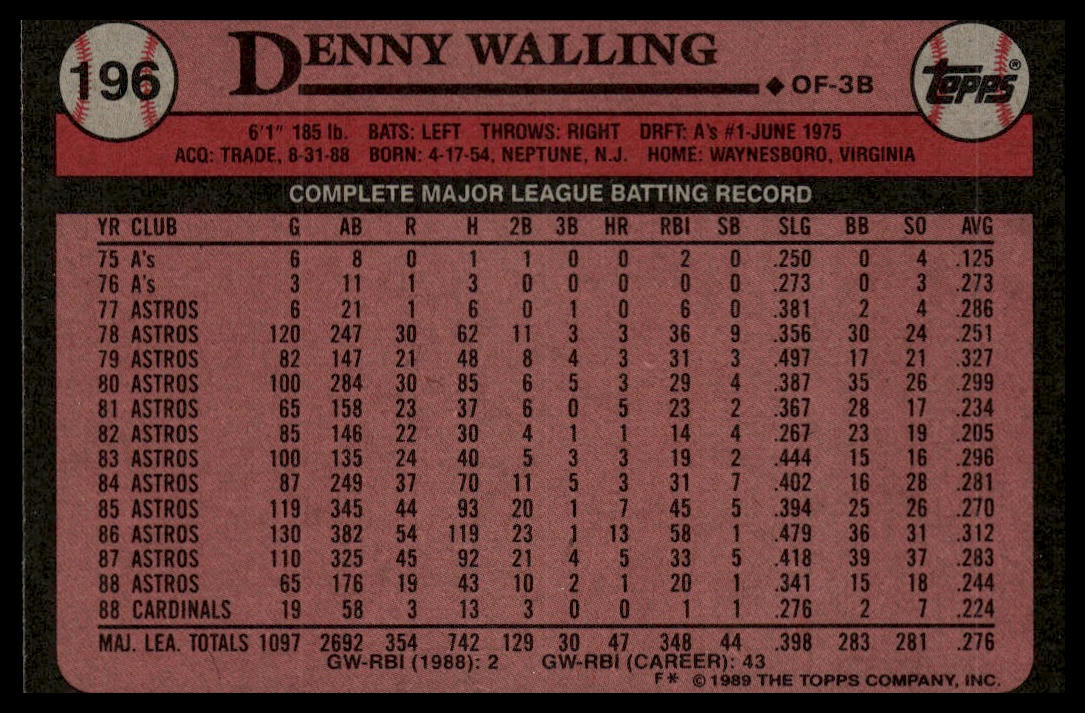 196
DENNY WALLING
◆ OF-3B
TOPPS®
6'1" 185 lb. BATS: LEFT THROWS: RIGHT DRFT: A's #1-JUNE 1975
ACQ: TRADE, 8-31-88 BORN: 4-17-54, NEPTUNE, N.J. HOME: WAYNESBORO, VIRGINIA
COMPLETE MAJOR LEAGUE BATTING RECORD
YR CLUB G AB R H 2B 3B HR RBI SB SLG BB SO AVG
75 A's 6 8 0 1 1 0 0 2 0 .250 0 4 .125
76 A's 3 11 1 3 0 0 0 0 0 .273 0 3 .273
77 ASTROS 6 21 1 6 0 1 0 6 0 .381 2 4 .286
78 ASTROS 120 247 30 62 11 3 3 36 9 .356 30 24 .251
79 ASTROS 82 147 21 48 8 4 3 31 3 .497 17 21 .327
80 ASTROS 100 284 30 85 6 5 3 29 4 .387 35 26 .299
81 ASTROS 65 158 23 37 6 0 5 23 2 .367 28 17 .234
82 ASTROS 85 146 22 30 4 1 1 14 4 .267 23 19 .205
83 ASTROS 100 135 24 40 5 3 3 19 2 .444 15 16 .296
84 ASTROS 87 249 37 70 11 5 3 31 7 .402 16 28 .281
85 ASTROS 119 345 44 93 20 1 7 45 5 .394 25 26 .270
86 ASTROS 130 382 54 119 23 1 13 58 1 .479 36 31 .312
87 ASTROS 110 325 45 92 21 4 5 33 5 .418 39 37 .283
88 ASTROS 65 176 19 43 10 2 1 20 1 .341 15 18 .244
88 CARDINALS 19 58 3 13 3 0 0 1 1 .276 2 7 .224
MAJ. LEA. TOTALS 1097 2692 354 742 129 30 47 348 44 .398 283 281 .276
GW-RBI (1988): 2 GW-RBI (CAREER): 43
F* © 1989 THE TOPPS COMPANY, INC.